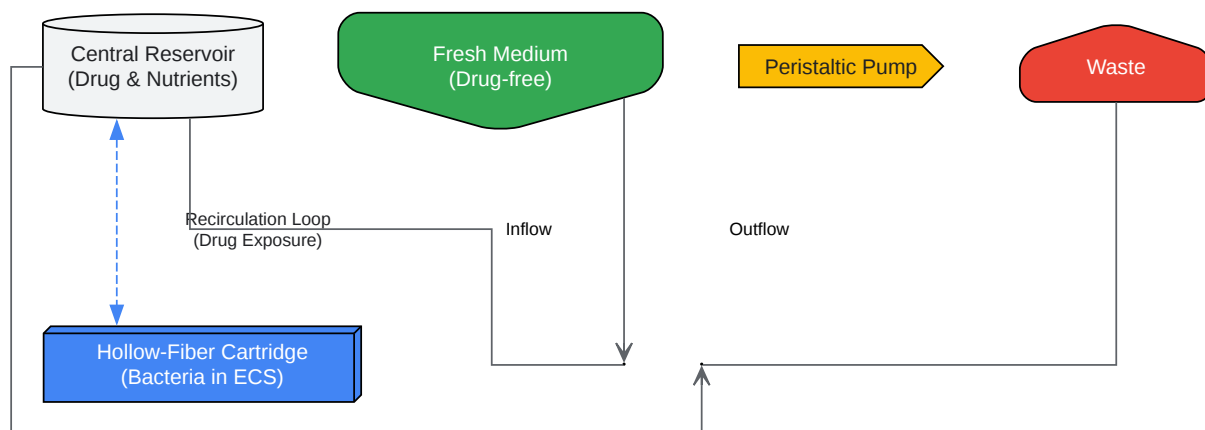 Central Reservoir
(Drug & Nutrients)
Fresh Medium
(Drug-free)
Peristaltic Pump
Waste
Recirculation Loop
(Drug Exposure)
Inflow
Outflow
Hollow-Fiber Cartridge
(Bacteria in ECS)